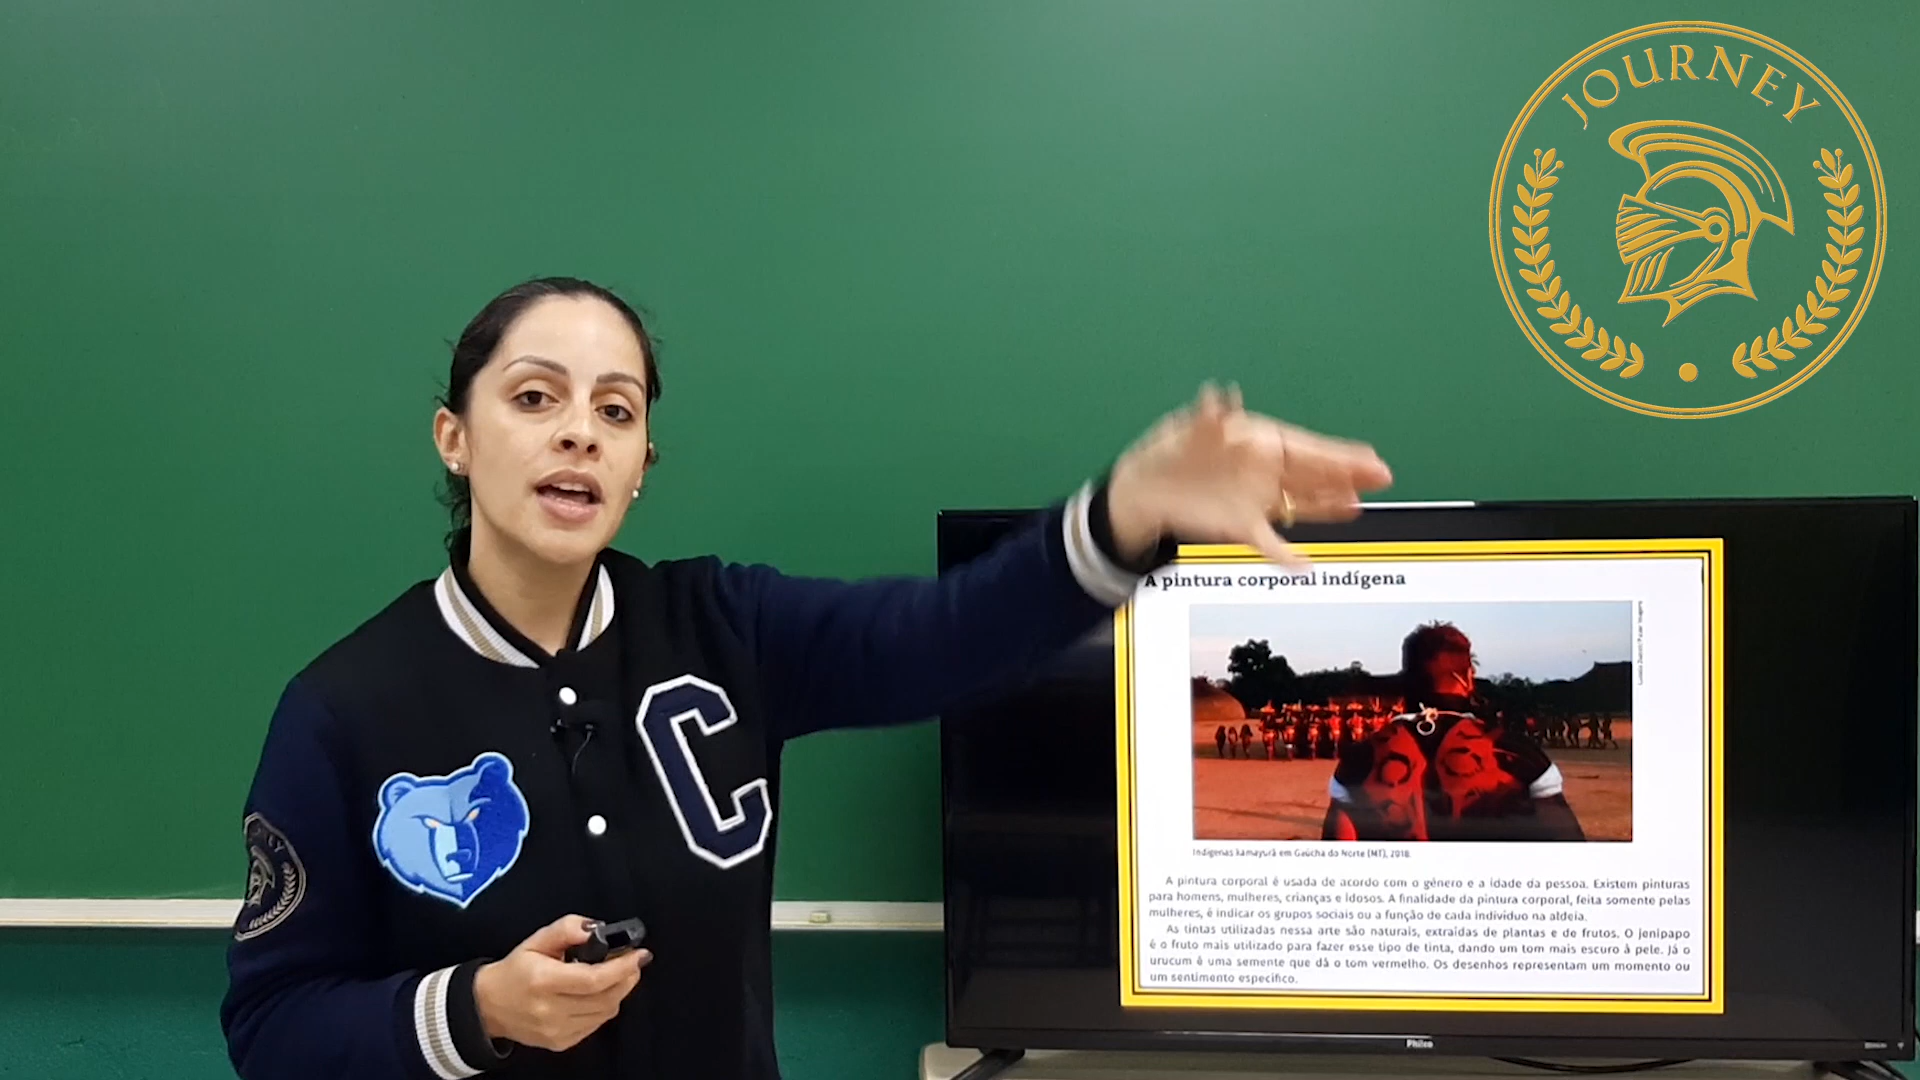 JOURNEY
A pintura corporal indígena
Indígenas kamayurá em Gaúcha do Norte (MT), 2018.
A pintura corporal é usada de acordo com o gênero e a idade da pessoa. Existem pinturas
para homens, mulheres, crianças e idosos. A finalidade da pintura corporal, feita somente pelas
mulheres, é indicar os grupos sociais ou a função de cada indivíduo na aldeia.
As tintas utilizadas nessa arte são naturais, extraídas de plantas e de frutos. O jenipapo
é o fruto mais utilizado para fazer esse tipo de tinta, dando um tom mais escuro à pele. Já o
urucum é uma semente que dá o tom vermelho. Os desenhos representam um momento ou
um sentimento específico.
C
Philco